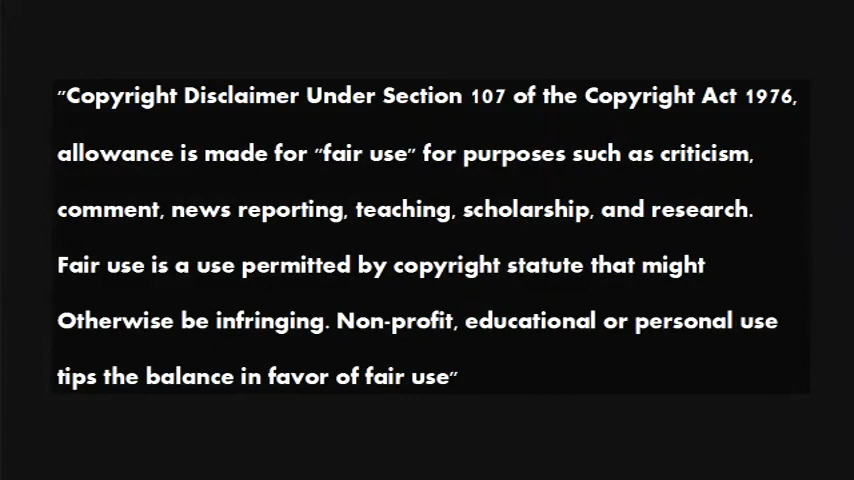 "Copyright Disclaimer Under Section 107 of the Copyright Act 1976,
allowance is made for "fair use" for purposes such as criticism,
comment, news reporting, teaching, scholarship, and research.
Fair use is a use permitted by copyright statute that might
Otherwise be infringing. Non-profit, educational or personal use
tips the balance in favor of fair use"